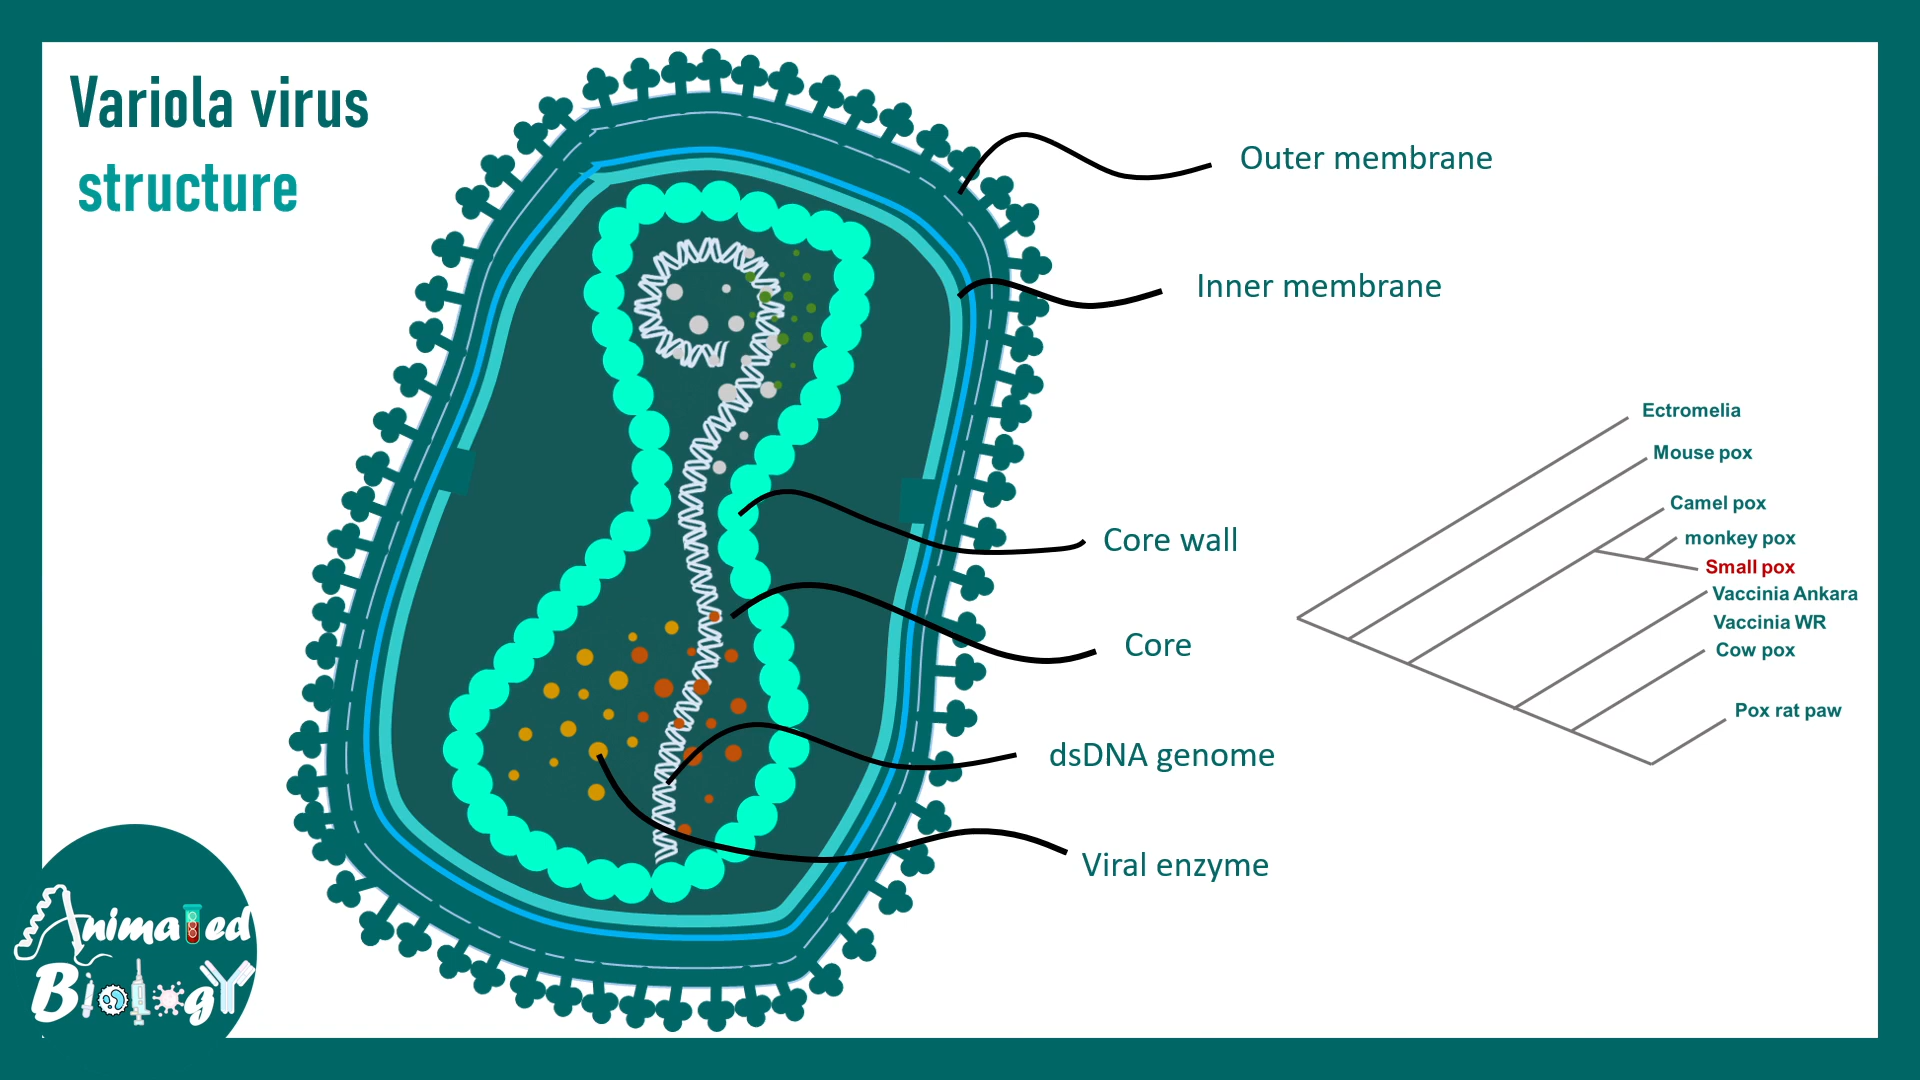 Variola virus
structure
Outer membrane
Inner membrane
Core wall
Core
dsDNA genome
Viral enzyme
Ectromelia
Mouse pox
Camel pox
monkey pox
Small pox
Vaccinia Ankara
Vaccinia WR
Cow pox
Pox rat paw
Animated
Biology